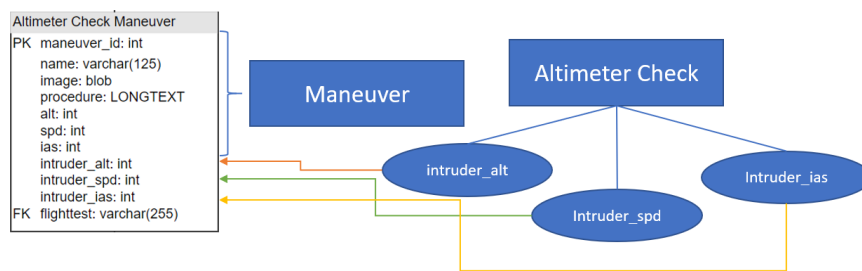 Altimeter Check Maneuver
PK maneuver_id: int
name: varchar(125)
image: blob
procedure: LONGTEXT
alt: int
spd: int
ias: int
intruder_alt: int
intruder_spd: int
intruder_ias: int
FK flighttest: varchar(255)
Maneuver
Altimeter Check
intruder_alt
Intruder_spd
Intruder_ias